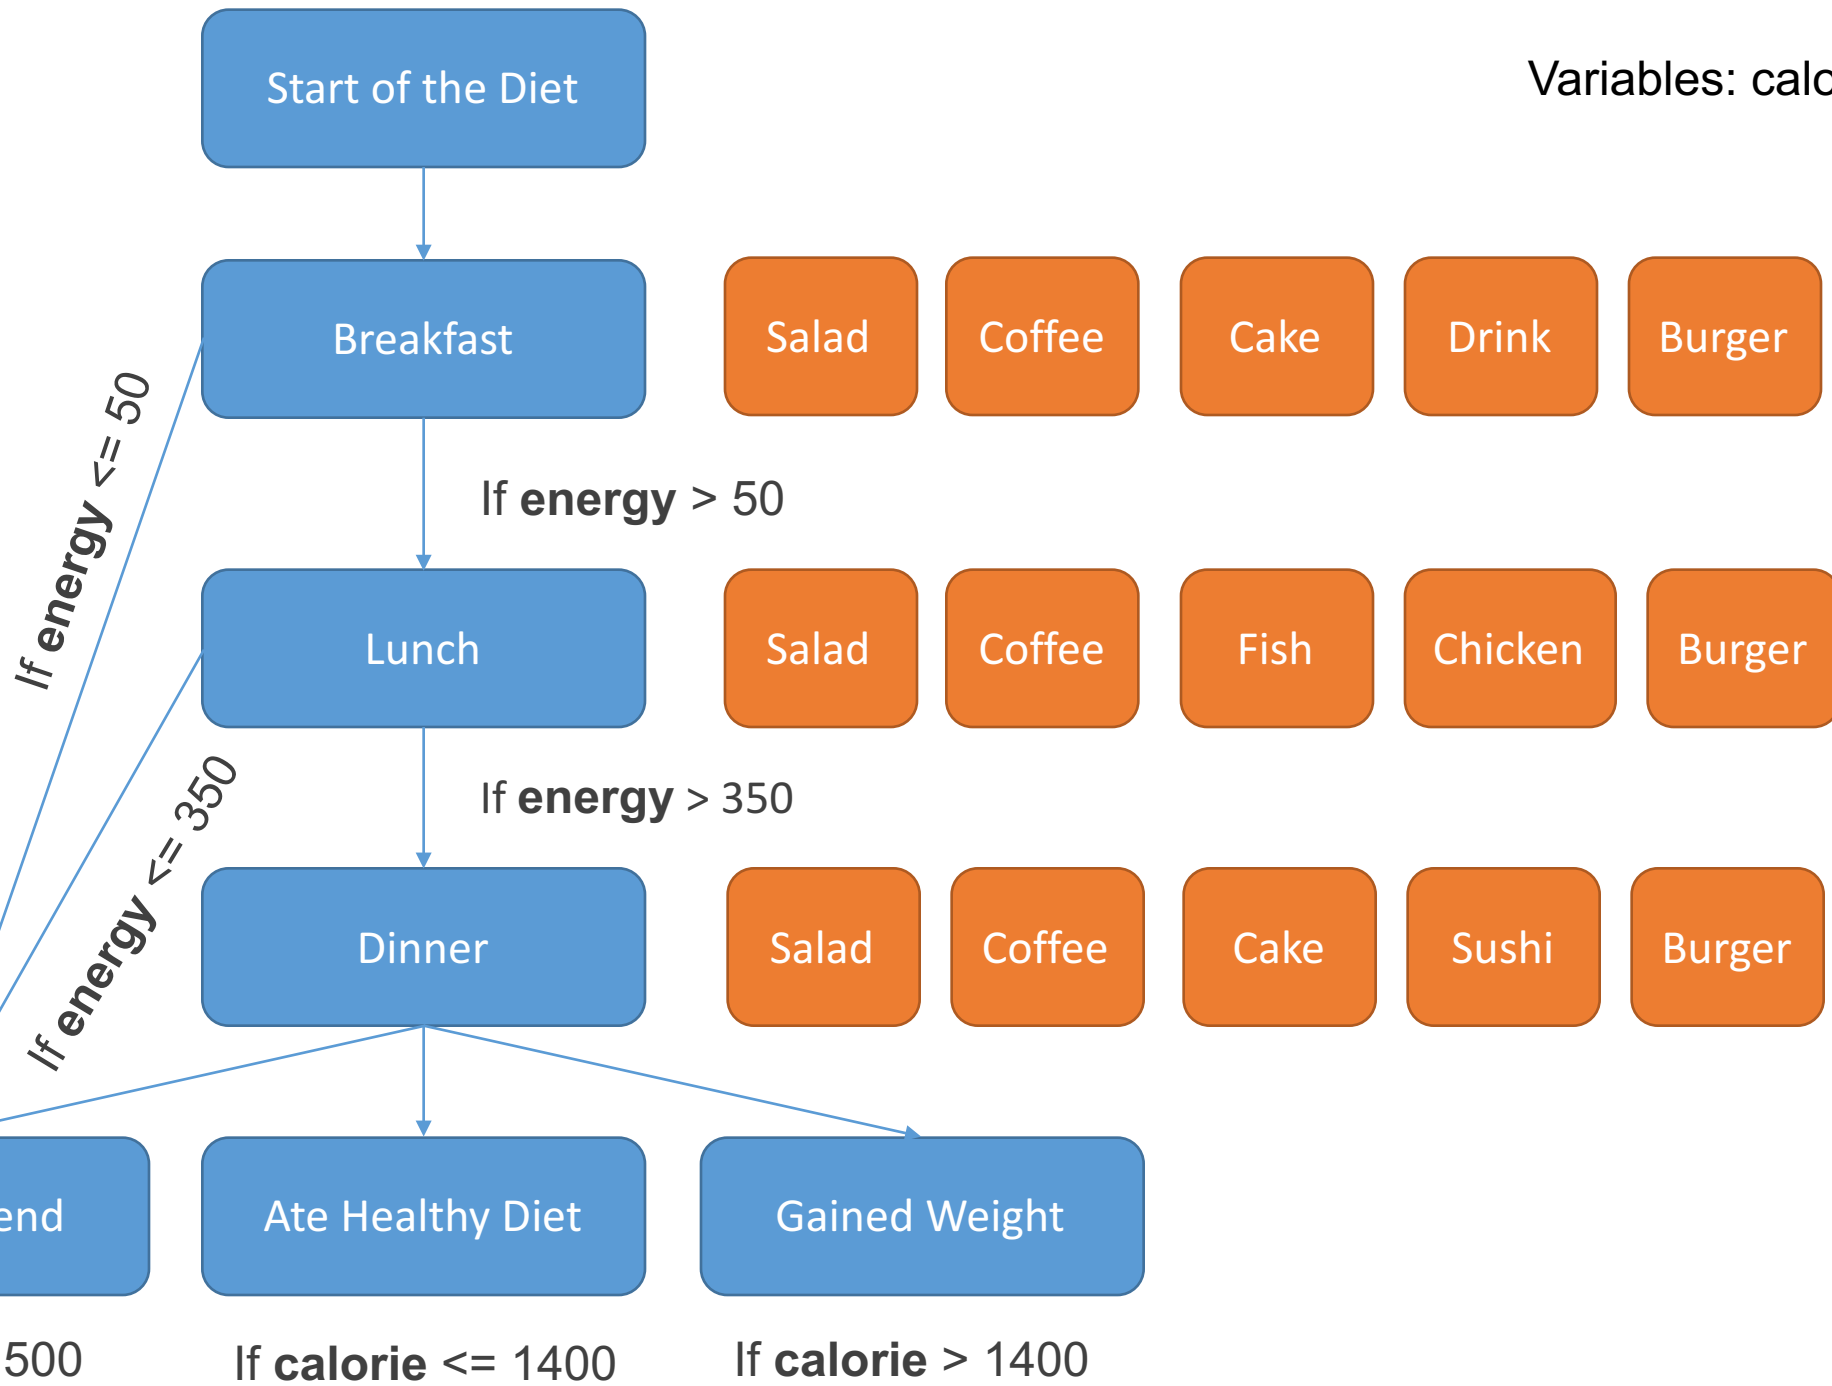 Start of the Diet
Variables: calo
Breakfast
Salad
Coffee
Cake
Drink
Burger
If energy <= 50
If energy > 50
Lunch
Salad
Coffee
Fish
Chicken
Burger
If energy <= 350
If energy > 350
Dinner
Salad
Coffee
Cake
Sushi
Burger
end
Ate Healthy Diet
Gained Weight
500
If calorie <= 1400
If calorie > 1400